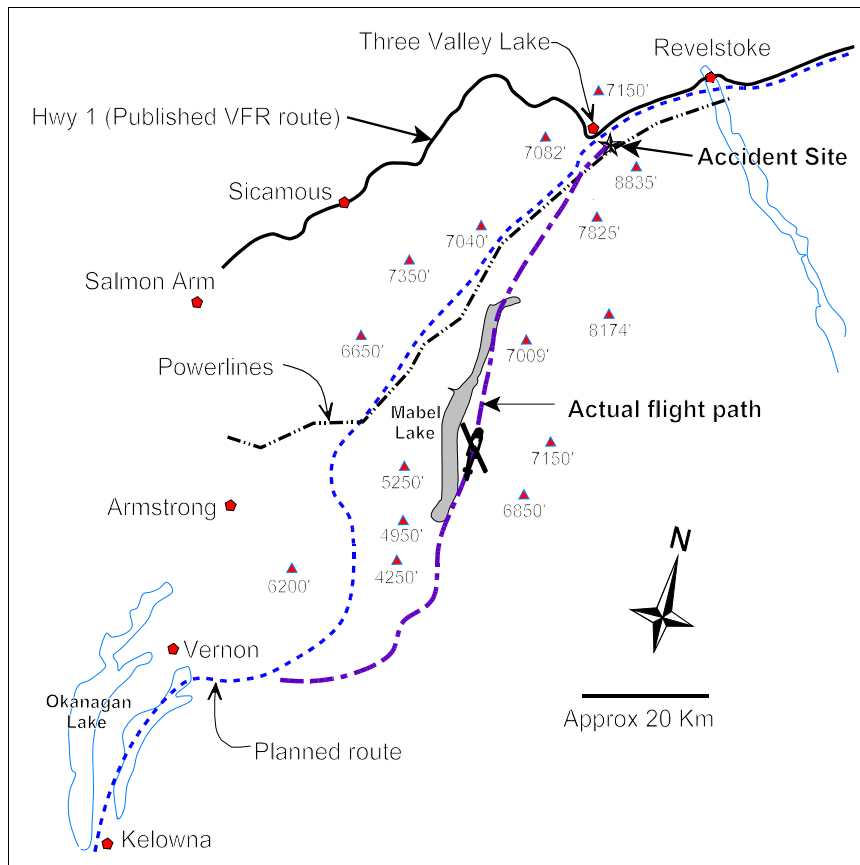 Three Valley Lake
Revelstoke
7150'
Hwy 1 (Published VFR route)
7082'
Accident Site
8835'
Sicamous
7040'
7825'
7350'
Salmon Arm
8174'
6650'
7009'
Powerlines
Mabel
Lake
Actual flight path
7150'
5250'
Armstrong
6850'
4950'
N
4250'
6200'
Vernon
Okanagan
Lake
Approx 20 Km
Planned route
Kelowna